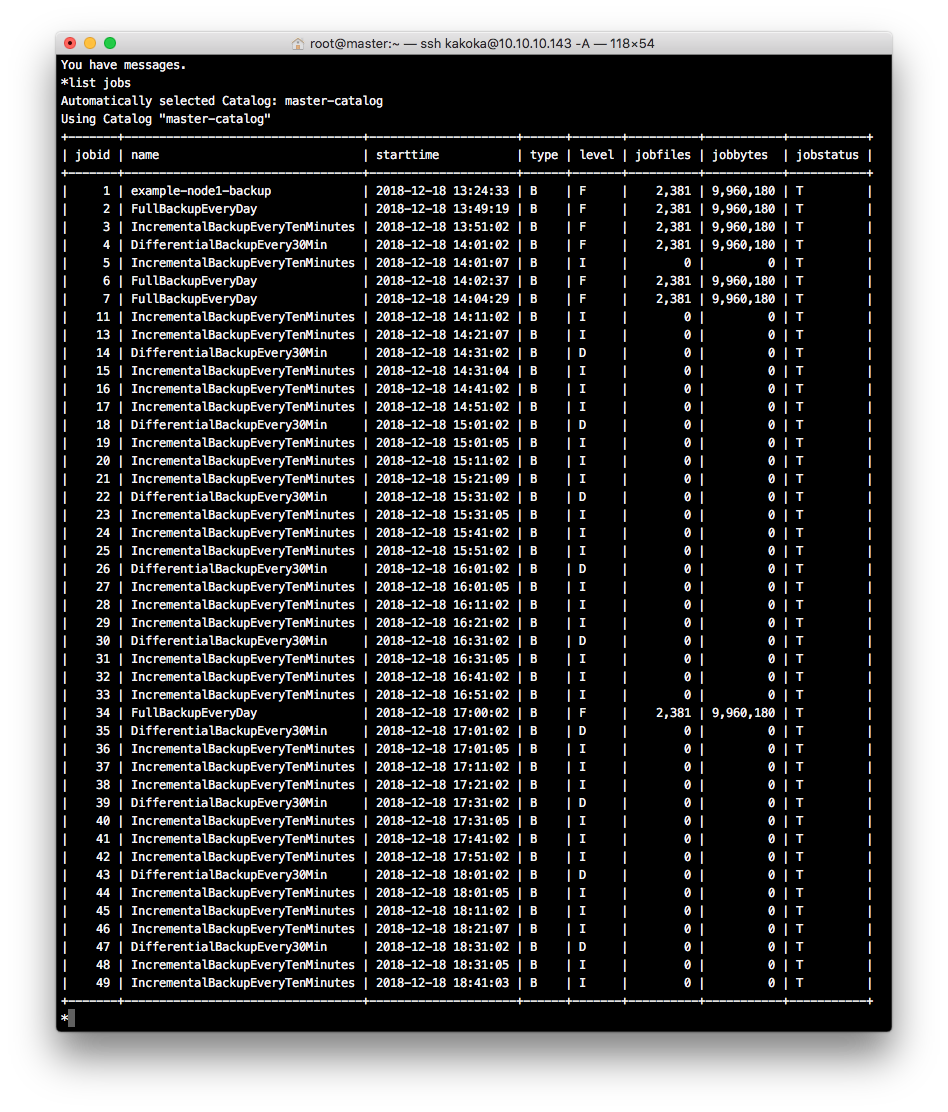 root@master:~ — ssh kakoka@10.10.10.143 -A — 118×54
You have messages.
*list jobs
Automatically selected Catalog: master-catalog
Using Catalog "master-catalog"
+-------+-----------------------------------+---------------------+------+-------+----------+-----------+-----------+
| jobid | name                              | starttime           | type | level | jobfiles | jobbytes  | jobstatus |
+-------+-----------------------------------+---------------------+------+-------+----------+-----------+-----------+
|     1 | example-node1-backup              | 2018-12-18 13:24:33 | B    | F     |    2,381 | 9,960,180 | T         |
|     2 | FullBackupEveryDay                | 2018-12-18 13:49:19 | B    | F     |    2,381 | 9,960,180 | T         |
|     3 | IncrementalBackupEveryTenMinutes | 2018-12-18 13:51:02 | B    | F     |    2,381 | 9,960,180 | T         |
|     4 | DifferentialBackupEvery30Min     | 2018-12-18 14:01:02 | B    | F     |    2,381 | 9,960,180 | T         |
|     5 | IncrementalBackupEveryTenMinutes | 2018-12-18 14:01:07 | B    | I     |        0 |         0 | T         |
|     6 | FullBackupEveryDay               | 2018-12-18 14:02:37 | B    | F     |    2,381 | 9,960,180 | T         |
|     7 | FullBackupEveryDay               | 2018-12-18 14:04:29 | B    | F     |    2,381 | 9,960,180 | T         |
|    11 | IncrementalBackupEveryTenMinutes | 2018-12-18 14:11:02 | B    | I     |        0 |         0 | T         |
|    13 | IncrementalBackupEveryTenMinutes | 2018-12-18 14:21:07 | B    | I     |        0 |         0 | T         |
|    14 | DifferentialBackupEvery30Min     | 2018-12-18 14:31:02 | B    | D     |        0 |         0 | T         |
|    15 | IncrementalBackupEveryTenMinutes | 2018-12-18 14:31:04 | B    | I     |        0 |         0 | T         |
|    16 | IncrementalBackupEveryTenMinutes | 2018-12-18 14:41:02 | B    | I     |        0 |         0 | T         |
|    17 | IncrementalBackupEveryTenMinutes | 2018-12-18 14:51:02 | B    | I     |        0 |         0 | T         |
|    18 | DifferentialBackupEvery30Min     | 2018-12-18 15:01:02 | B    | D     |        0 |         0 | T         |
|    19 | IncrementalBackupEveryTenMinutes | 2018-12-18 15:01:05 | B    | I     |        0 |         0 | T         |
|    20 | IncrementalBackupEveryTenMinutes | 2018-12-18 15:11:02 | B    | I     |        0 |         0 | T         |
|    21 | IncrementalBackupEveryTenMinutes | 2018-12-18 15:21:09 | B    | I     |        0 |         0 | T         |
|    22 | DifferentialBackupEvery30Min     | 2018-12-18 15:31:02 | B    | D     |        0 |         0 | T         |
|    23 | IncrementalBackupEveryTenMinutes | 2018-12-18 15:31:05 | B    | I     |        0 |         0 | T         |
|    24 | IncrementalBackupEveryTenMinutes | 2018-12-18 15:41:02 | B    | I     |        0 |         0 | T         |
|    25 | IncrementalBackupEveryTenMinutes | 2018-12-18 15:51:02 | B    | I     |        0 |         0 | T         |
|    26 | DifferentialBackupEvery30Min     | 2018-12-18 16:01:02 | B    | D     |        0 |         0 | T         |
|    27 | IncrementalBackupEveryTenMinutes | 2018-12-18 16:01:05 | B    | I     |        0 |         0 | T         |
|    28 | IncrementalBackupEveryTenMinutes | 2018-12-18 16:11:02 | B    | I     |        0 |         0 | T         |
|    29 | IncrementalBackupEveryTenMinutes | 2018-12-18 16:21:02 | B    | I     |        0 |         0 | T         |
|    30 | DifferentialBackupEvery30Min     | 2018-12-18 16:31:02 | B    | D     |        0 |         0 | T         |
|    31 | IncrementalBackupEveryTenMinutes | 2018-12-18 16:31:05 | B    | I     |        0 |         0 | T         |
|    32 | IncrementalBackupEveryTenMinutes | 2018-12-18 16:41:02 | B    | I     |        0 |         0 | T         |
|    33 | IncrementalBackupEveryTenMinutes | 2018-12-18 16:51:02 | B    | I     |        0 |         0 | T         |
|    34 | FullBackupEveryDay               | 2018-12-18 17:00:02 | B    | F     |    2,381 | 9,960,180 | T         |
|    35 | DifferentialBackupEvery30Min     | 2018-12-18 17:01:02 | B    | D     |        0 |         0 | T         |
|    36 | IncrementalBackupEveryTenMinutes | 2018-12-18 17:01:05 | B    | I     |        0 |         0 | T         |
|    37 | IncrementalBackupEveryTenMinutes | 2018-12-18 17:11:02 | B    | I     |        0 |         0 | T         |
|    38 | IncrementalBackupEveryTenMinutes | 2018-12-18 17:21:02 | B    | I     |        0 |         0 | T         |
|    39 | DifferentialBackupEvery30Min     | 2018-12-18 17:31:02 | B    | D     |        0 |         0 | T         |
|    40 | IncrementalBackupEveryTenMinutes | 2018-12-18 17:31:05 | B    | I     |        0 |         0 | T         |
|    41 | IncrementalBackupEveryTenMinutes | 2018-12-18 17:41:02 | B    | I     |        0 |         0 | T         |
|    42 | IncrementalBackupEveryTenMinutes | 2018-12-18 17:51:02 | B    | I     |        0 |         0 | T         |
|    43 | DifferentialBackupEvery30Min     | 2018-12-18 18:01:02 | B    | D     |        0 |         0 | T         |
|    44 | IncrementalBackupEveryTenMinutes | 2018-12-18 18:01:05 | B    | I     |        0 |         0 | T         |
|    45 | IncrementalBackupEveryTenMinutes | 2018-12-18 18:11:02 | B    | I     |        0 |         0 | T         |
|    46 | IncrementalBackupEveryTenMinutes | 2018-12-18 18:21:07 | B    | I     |        0 |         0 | T         |
|    47 | DifferentialBackupEvery30Min     | 2018-12-18 18:31:02 | B    | D     |        0 |         0 | T         |
|    48 | IncrementalBackupEveryTenMinutes | 2018-12-18 18:31:05 | B    | I     |        0 |         0 | T         |
|    49 | IncrementalBackupEveryTenMinutes | 2018-12-18 18:41:03 | B    | I     |        0 |         0 | T         |
+-------+-----------------------------------+---------------------+------+-------+----------+-----------+-----------+
*